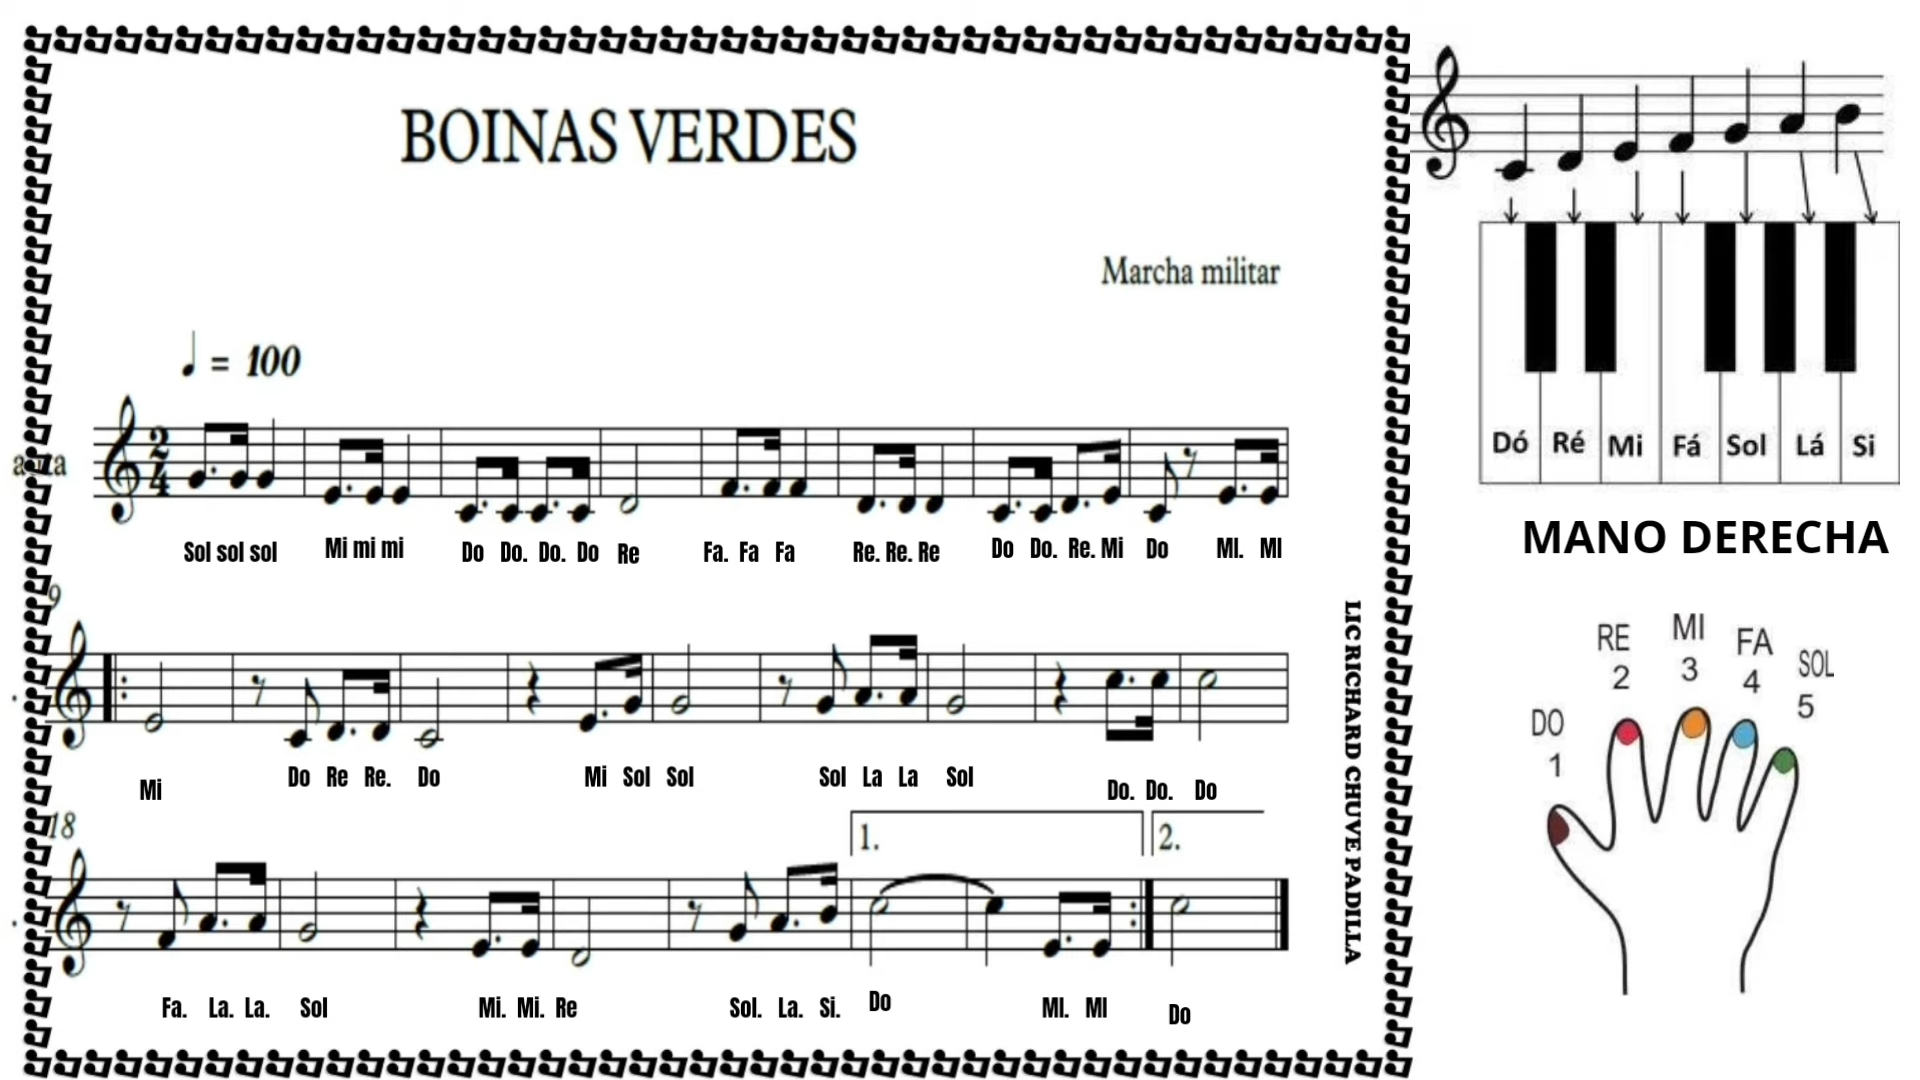 BOINAS VERDES
Marcha militar
= 100
2
4
Sol sol sol Mi mi mi Do Do. Do. Do Re Fa. Fa Fa Re. Re. Re Do Do. Re. Mi Do MI. MI
9
Mi Do Re Re. Do Mi Sol Sol Sol La La Sol Do. Do. Do
18
1. 2.
Fa. La. La. Sol Mi. Mi. Re Sol. La. Si. Do MI. MI Do
LIC RICHARD CHUVE PADILLA
Dó Ré Mi Fá Sol Lá Si
MANO DERECHA
DO RE MI FA SOL
1 2 3 4 5